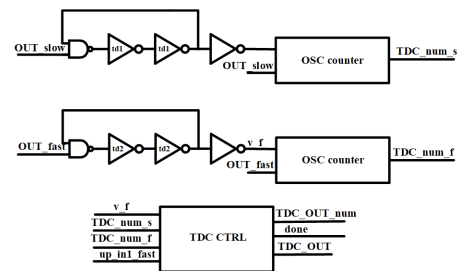 OUT_slow
td1
td1
OUT_slow
OSC counter
TDC_num_s
OUT_fast
td2
td2
v_f
OUT_fast
OSC counter
TDC_num_f
v_f
TDC_num_s
TDC_num_f
up_in1_fast
TDC CTRL
TDC_OUT_num
done
TDC_OUT